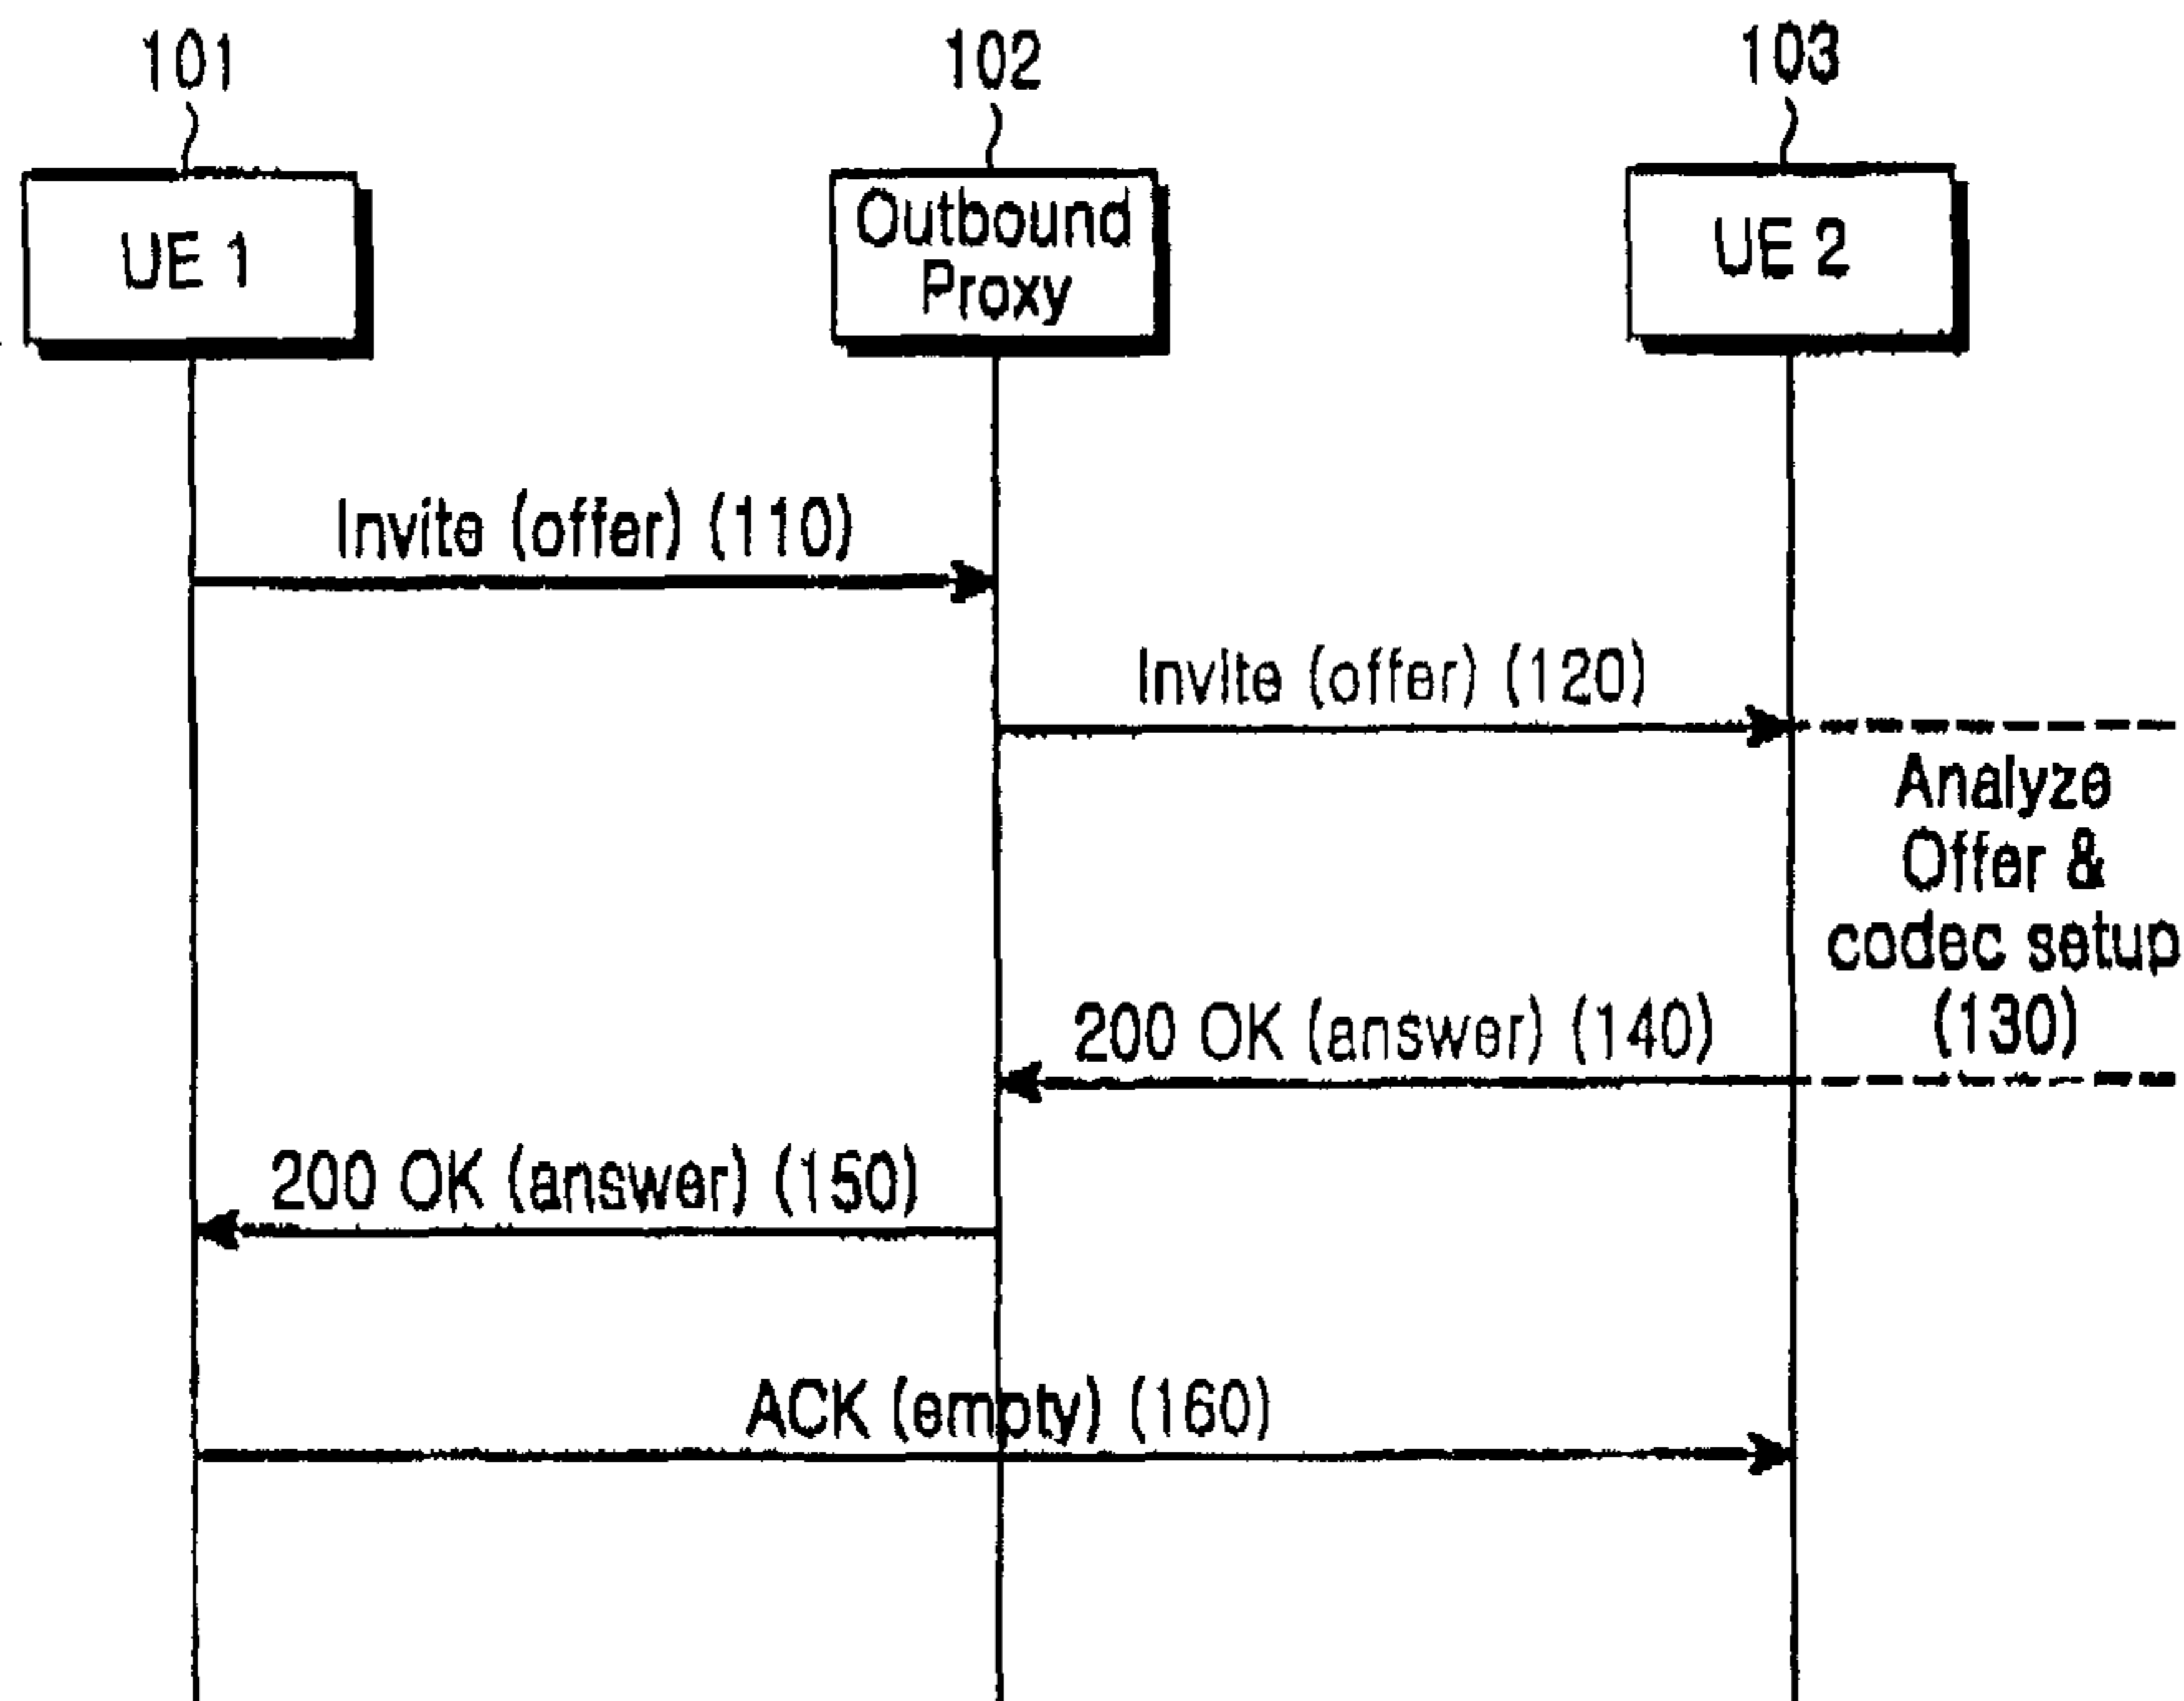 101
102
103
UE 1
Outbound
Proxy
UE 2
Invite (offer) (110)
Invite (offer) (120)
Analyze
Offer &
codec setup
(130)
200 OK (answer) (140)
200 OK (answer) (150)
ACK (empty) (160)